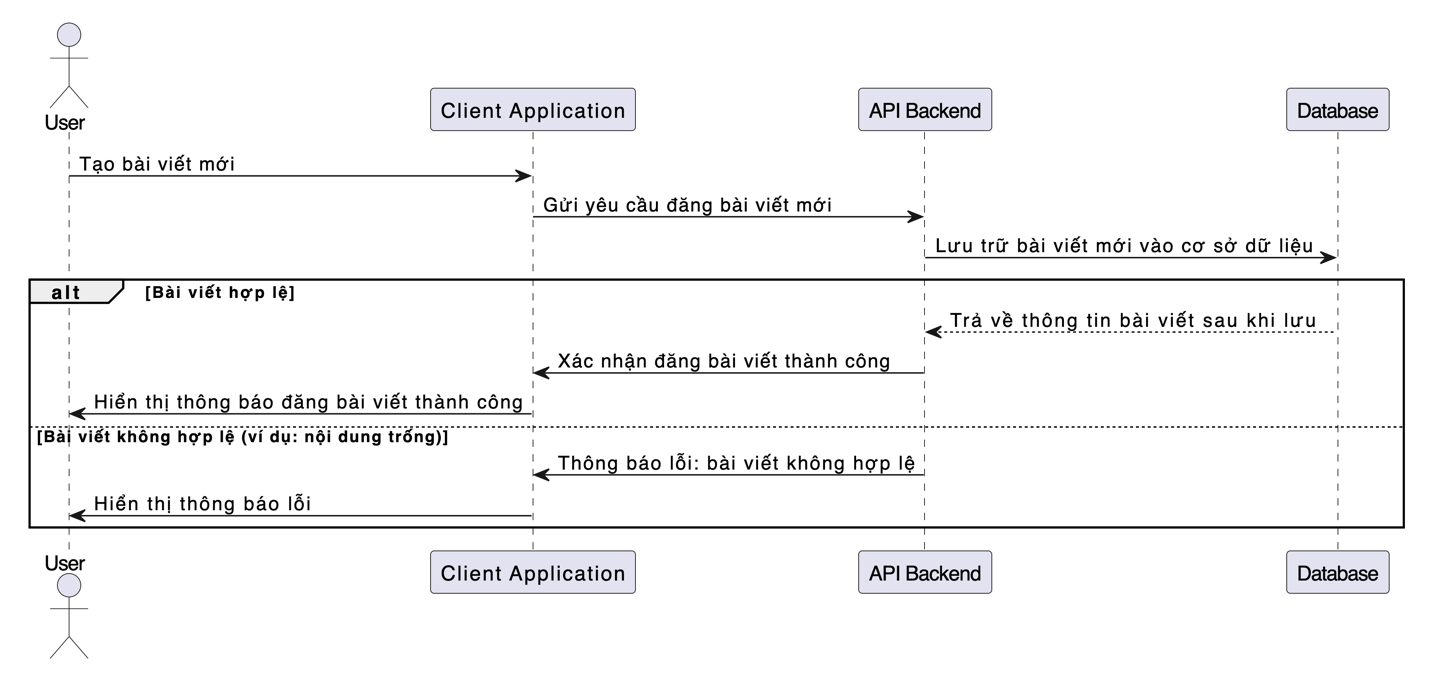 User
Client Application
API Backend
Database
Tạo bài viết mới
Gửi yêu cầu đăng bài viết mới
Lưu trữ bài viết mới vào cơ sở dữ liệu
alt
[Bài viết hợp lệ]
Trả về thông tin bài viết sau khi lưu
Xác nhận đăng bài viết thành công
Hiển thị thông báo đăng bài viết thành công
[Bài viết không hợp lệ (ví dụ: nội dung trống)]
Thông báo lỗi: bài viết không hợp lệ
Hiển thị thông báo lỗi
User
Client Application
API Backend
Database